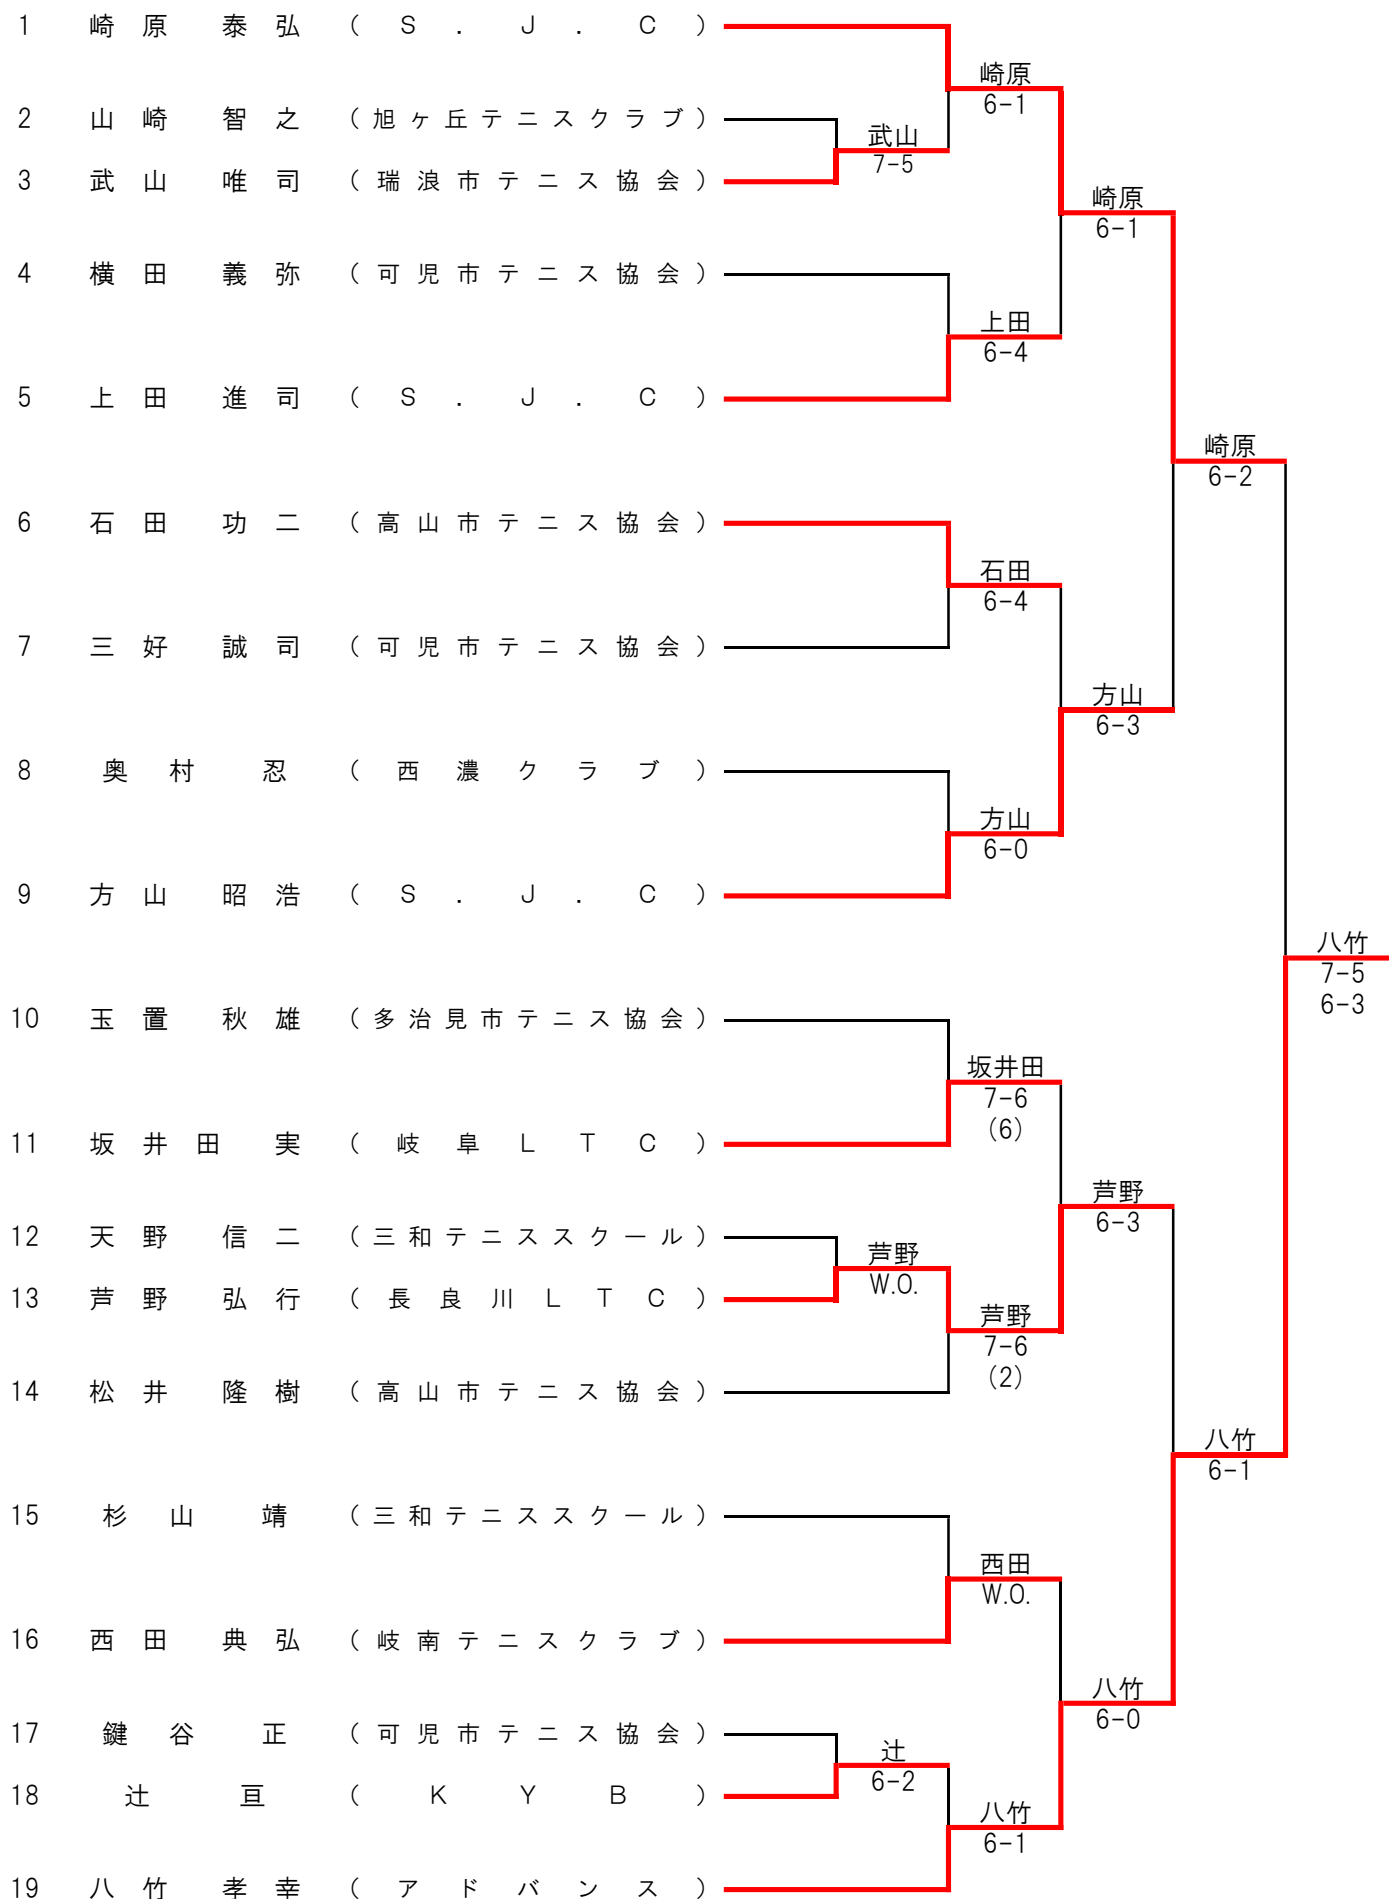 1 崎原 泰弘 (S.J.C)
崎原
6-1
2 山崎 智之 (旭ヶ丘テニスクラブ)
武山
7-5
3 武山 唯司 (瑞浪市テニス協会)
崎原
6-1
4 横田 義弥 (可児市テニス協会)
上田
6-4
5 上田 進司 (S.J.C)
崎原
6-2
6 石田 功二 (高山市テニス協会)
石田
6-4
7 三好 誠司 (可児市テニス協会)
方山
6-3
8 奥村 忍 (西濃クラブ)
方山
6-0
9 方山 昭浩 (S.J.C)
八竹
7-5
6-3
10 玉置 秋雄 (多治見市テニス協会)
坂井田
7-6
(6)
11 坂井田 実 (岐阜LTC)
芦野
6-3
12 天野 信二 (三和テニススクール)
芦野
W.O.
13 芦野 弘行 (長良川LTC)
芦野
7-6
(2)
14 松井 隆樹 (高山市テニス協会)
八竹
6-1
15 杉山 靖 (三和テニススクール)
西田
W.O.
16 西田 典弘 (岐南テニスクラブ)
八竹
6-0
17 鍵谷 正 (可児市テニス協会)
辻
6-2
18 辻 亘 (KYB)
八竹
6-1
19 八竹 孝幸 (アドバンス)